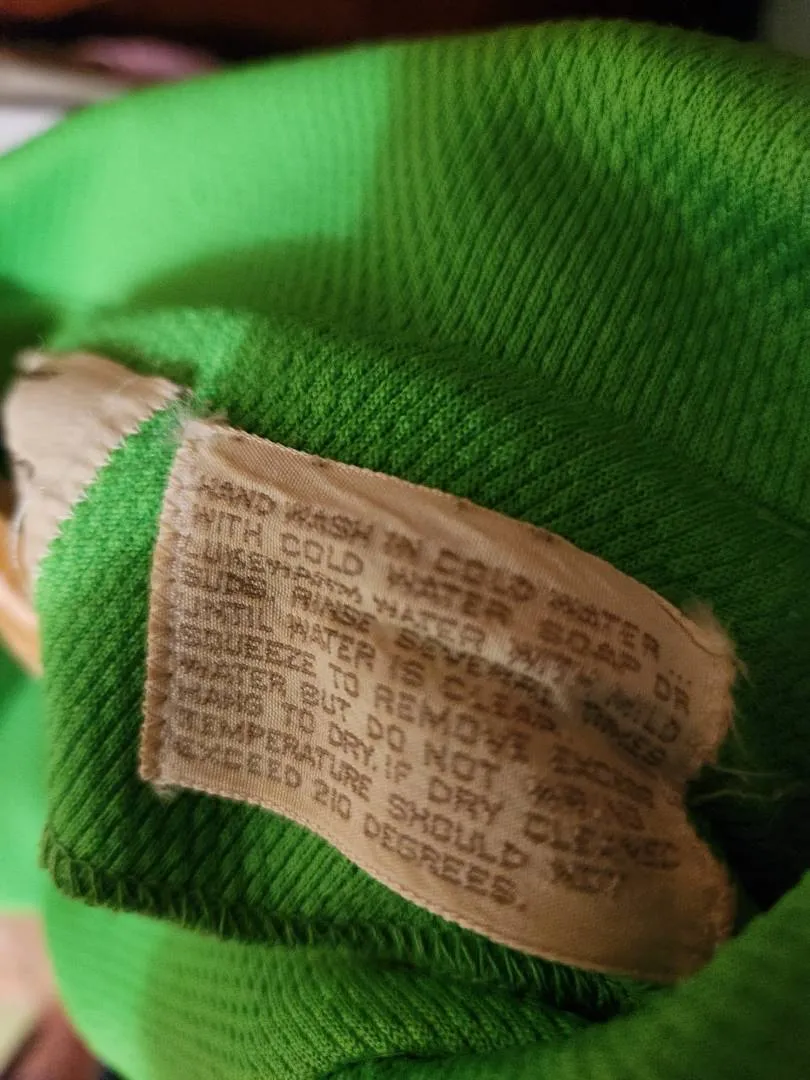 HAND WASH IN COLD WATER
WITH COLD WATER SOAP OR
LUKEWARM WATER WITH MILD
SUDS. RINSE SEVERAL TIMES
UNTIL WATER IS CLEAR.
SQUEEZE TO REMOVE EXCESS
WATER BUT DO NOT WRING
HANG TO DRY. IF DRY CLEANED
TEMPERATURE SHOULD NOT
EXCEED 210 DEGREES.